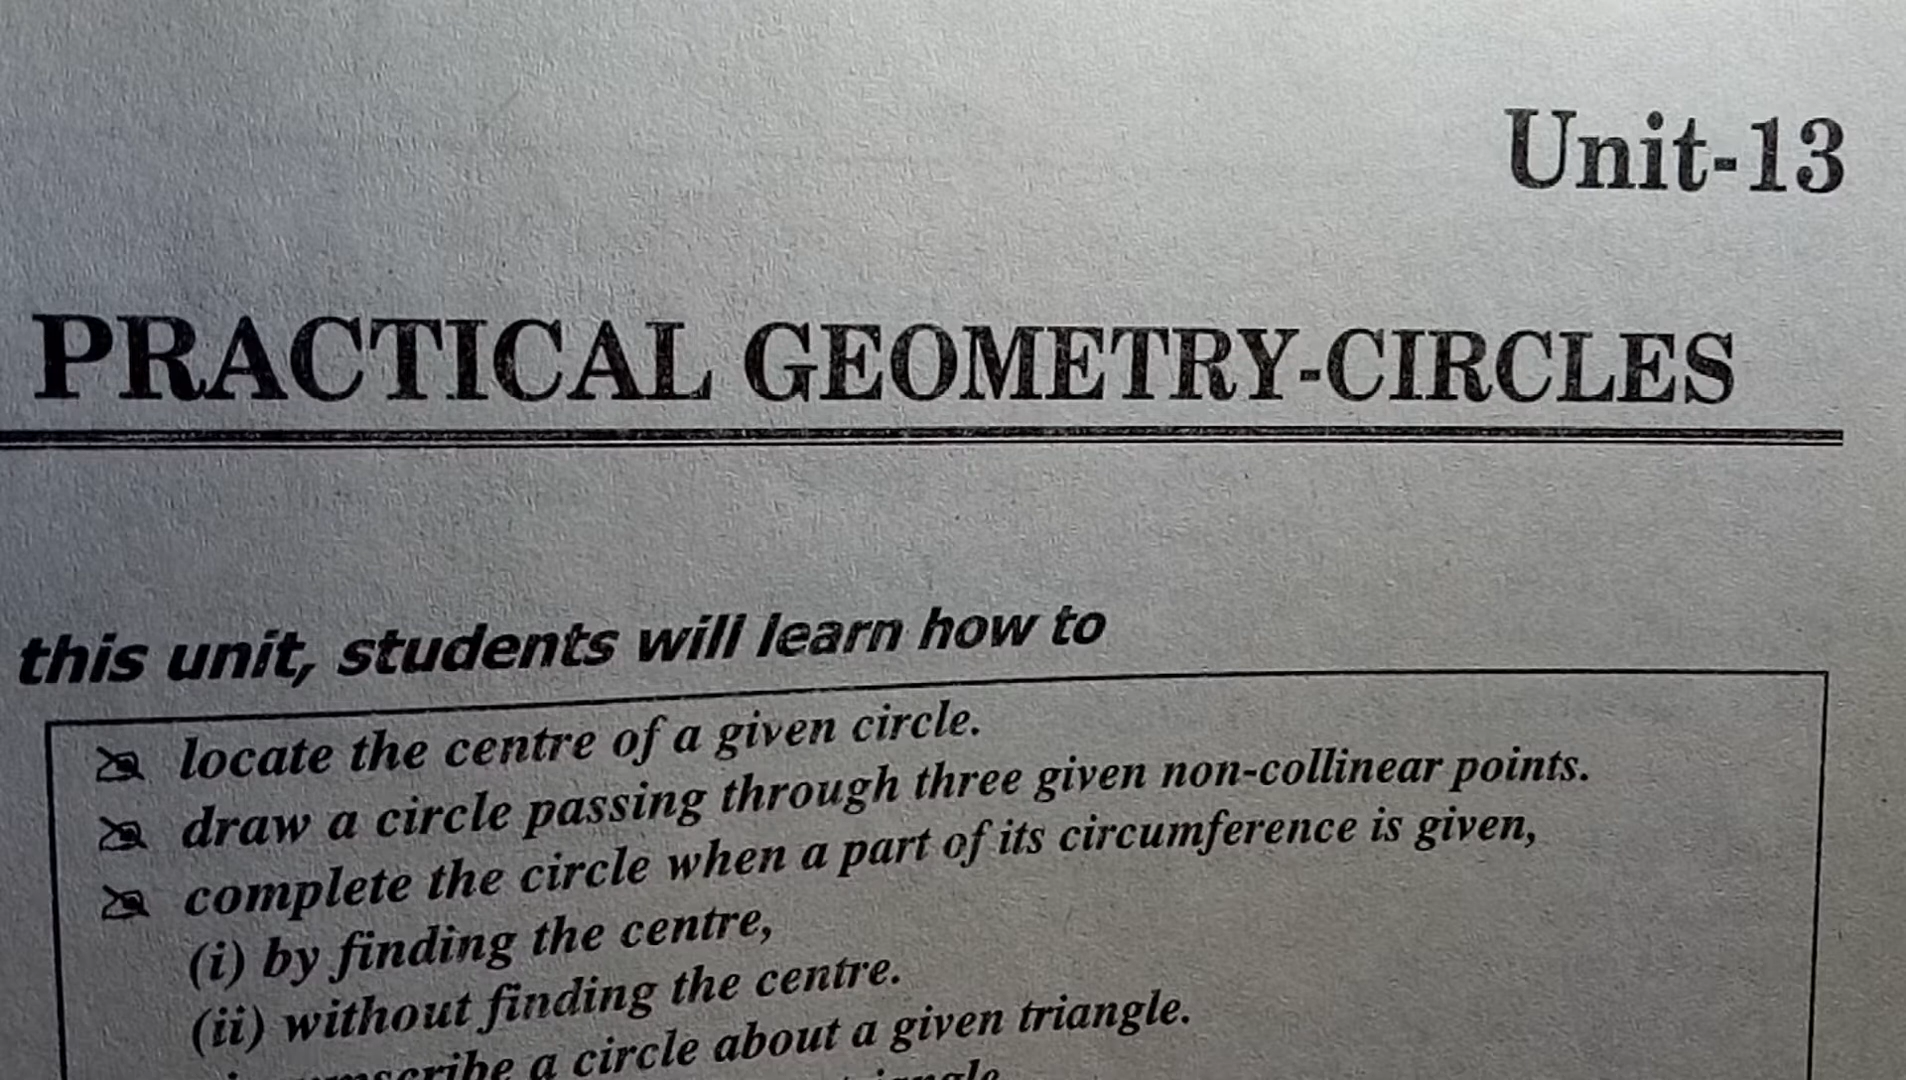 Unit-13
PRACTICAL GEOMETRY-CIRCLES
this unit, students will learn how to
locate the centre of a given circle.
draw a circle passing through three given non-collinear points.
complete the circle when a part of its circumference is given,
(i) by finding the centre,
(ii) without finding the centre.
a circle about a given triangle.